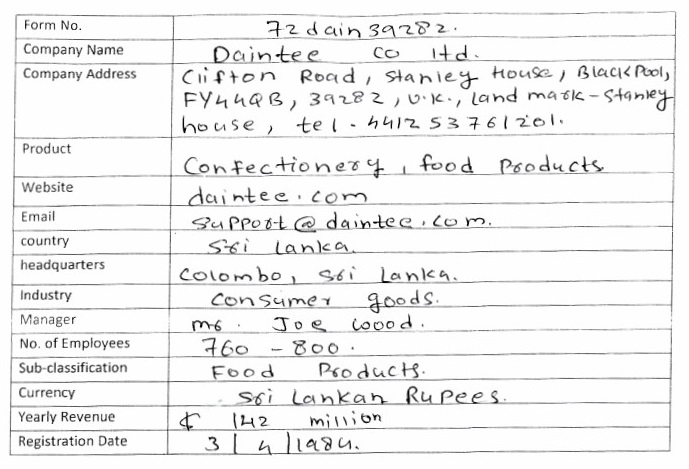 Form No. 72dain39282.
Company Name Daintee co ltd.
Company Address Clifton Road, Stanley House, BlackPool,
FY44QB, 39282, U.K., land mark-Stanley
house, tel - 441253761201.
Product Confectionery, food Products
Website daintee.com
Email support@daintee.com.
country Sri Lanka.
headquarters Colombo, Sri Lanka.
Industry consumer goods.
Manager mr. Joe Wood.
No. of Employees 760 - 800.
Sub-classification Food Products.
Currency Sri Lankan Rupees.
Yearly Revenue 142 million
Registration Date 3/4/1984.